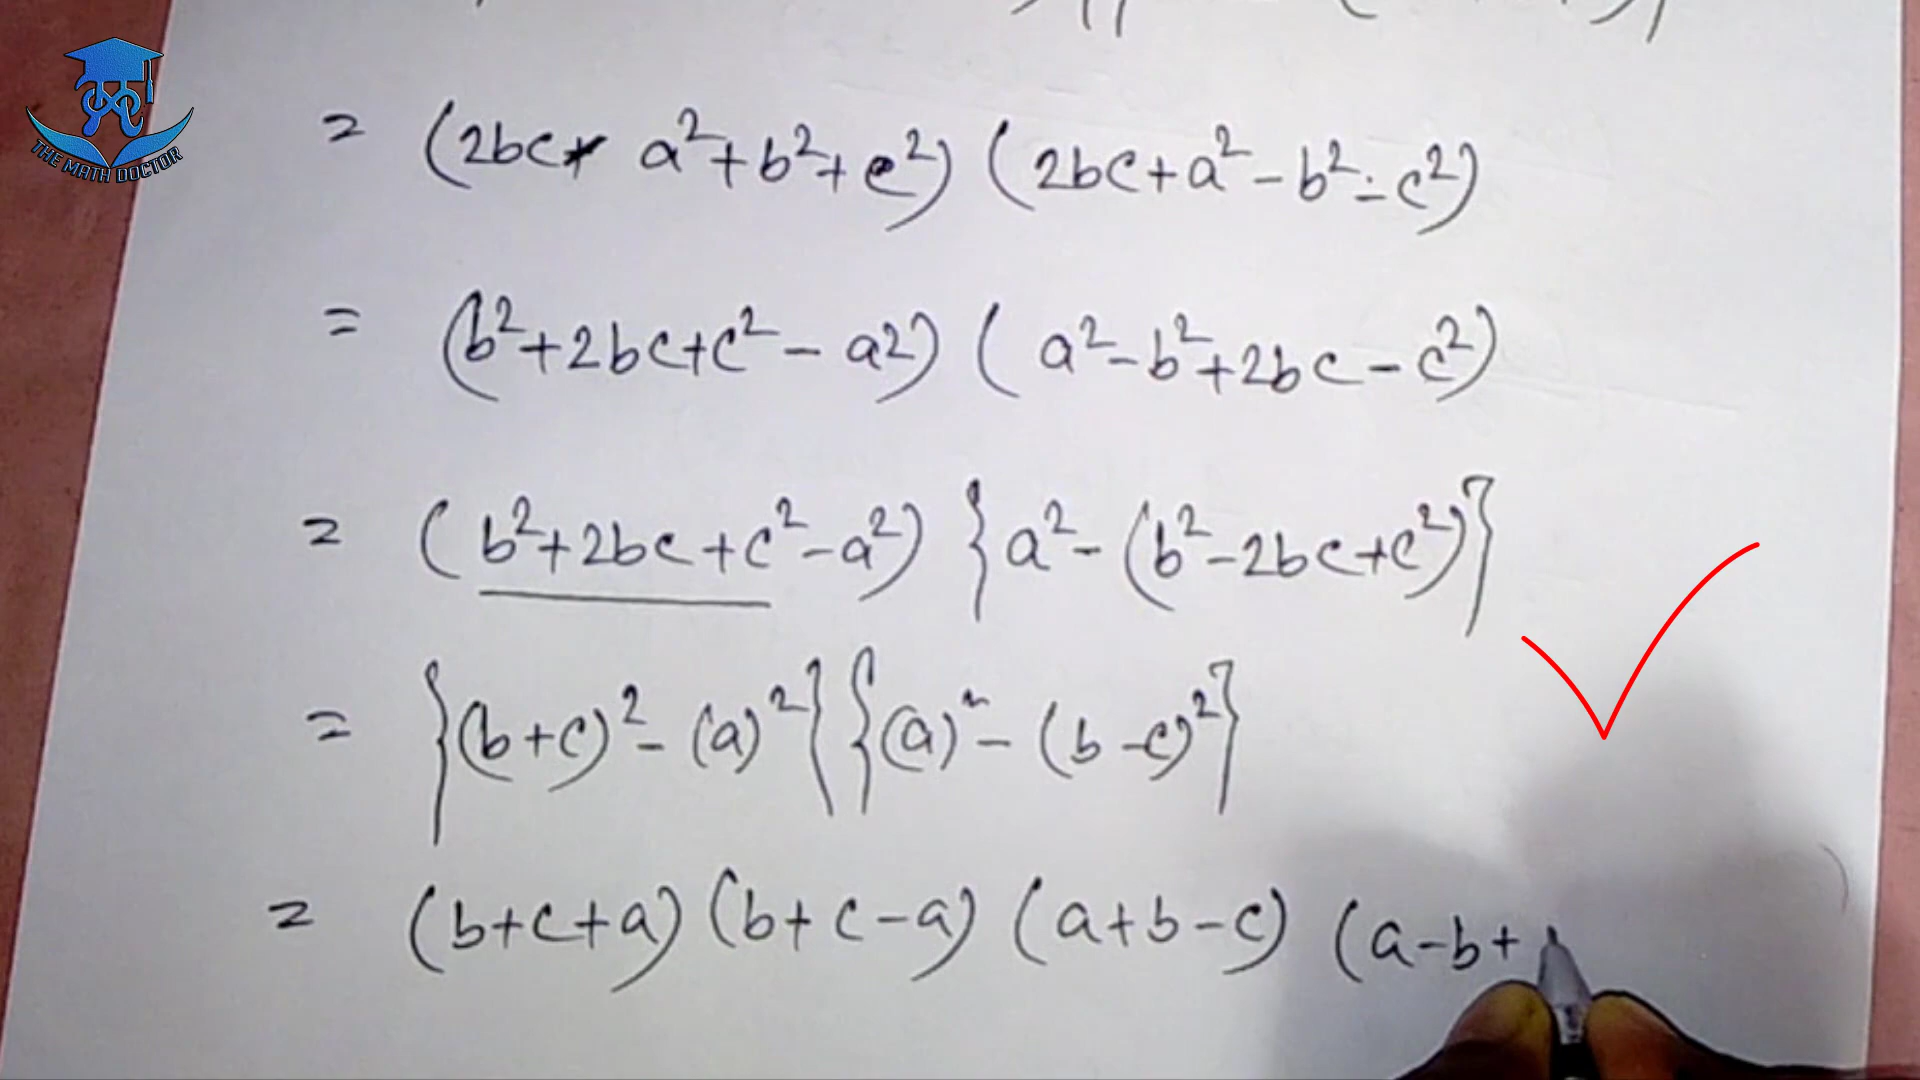 THE MATH DOCTOR
= (2bc - a²+b²+c²) (2bc+a²-b²-c²)
= (b²+2bc+c²-a²) (a²-b²+2bc-c²)
= (b²+2bc+c²-a²) {a²-(b²-2bc+c²)}
= {(b+c)²-(a)²} {(a)²-(b-c)²}
= (b+c+a) (b+c-a) (a+b-c) (a-b+